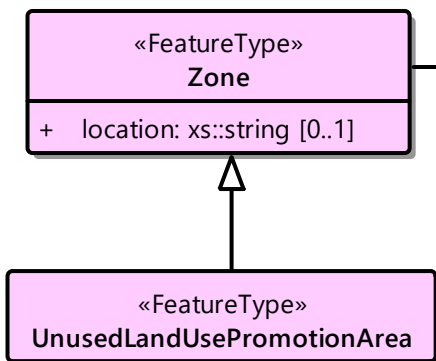 «FeatureType»
Zone
+ location: xs::string [0..1]
«FeatureType»
UnusedLandUsePromotionArea